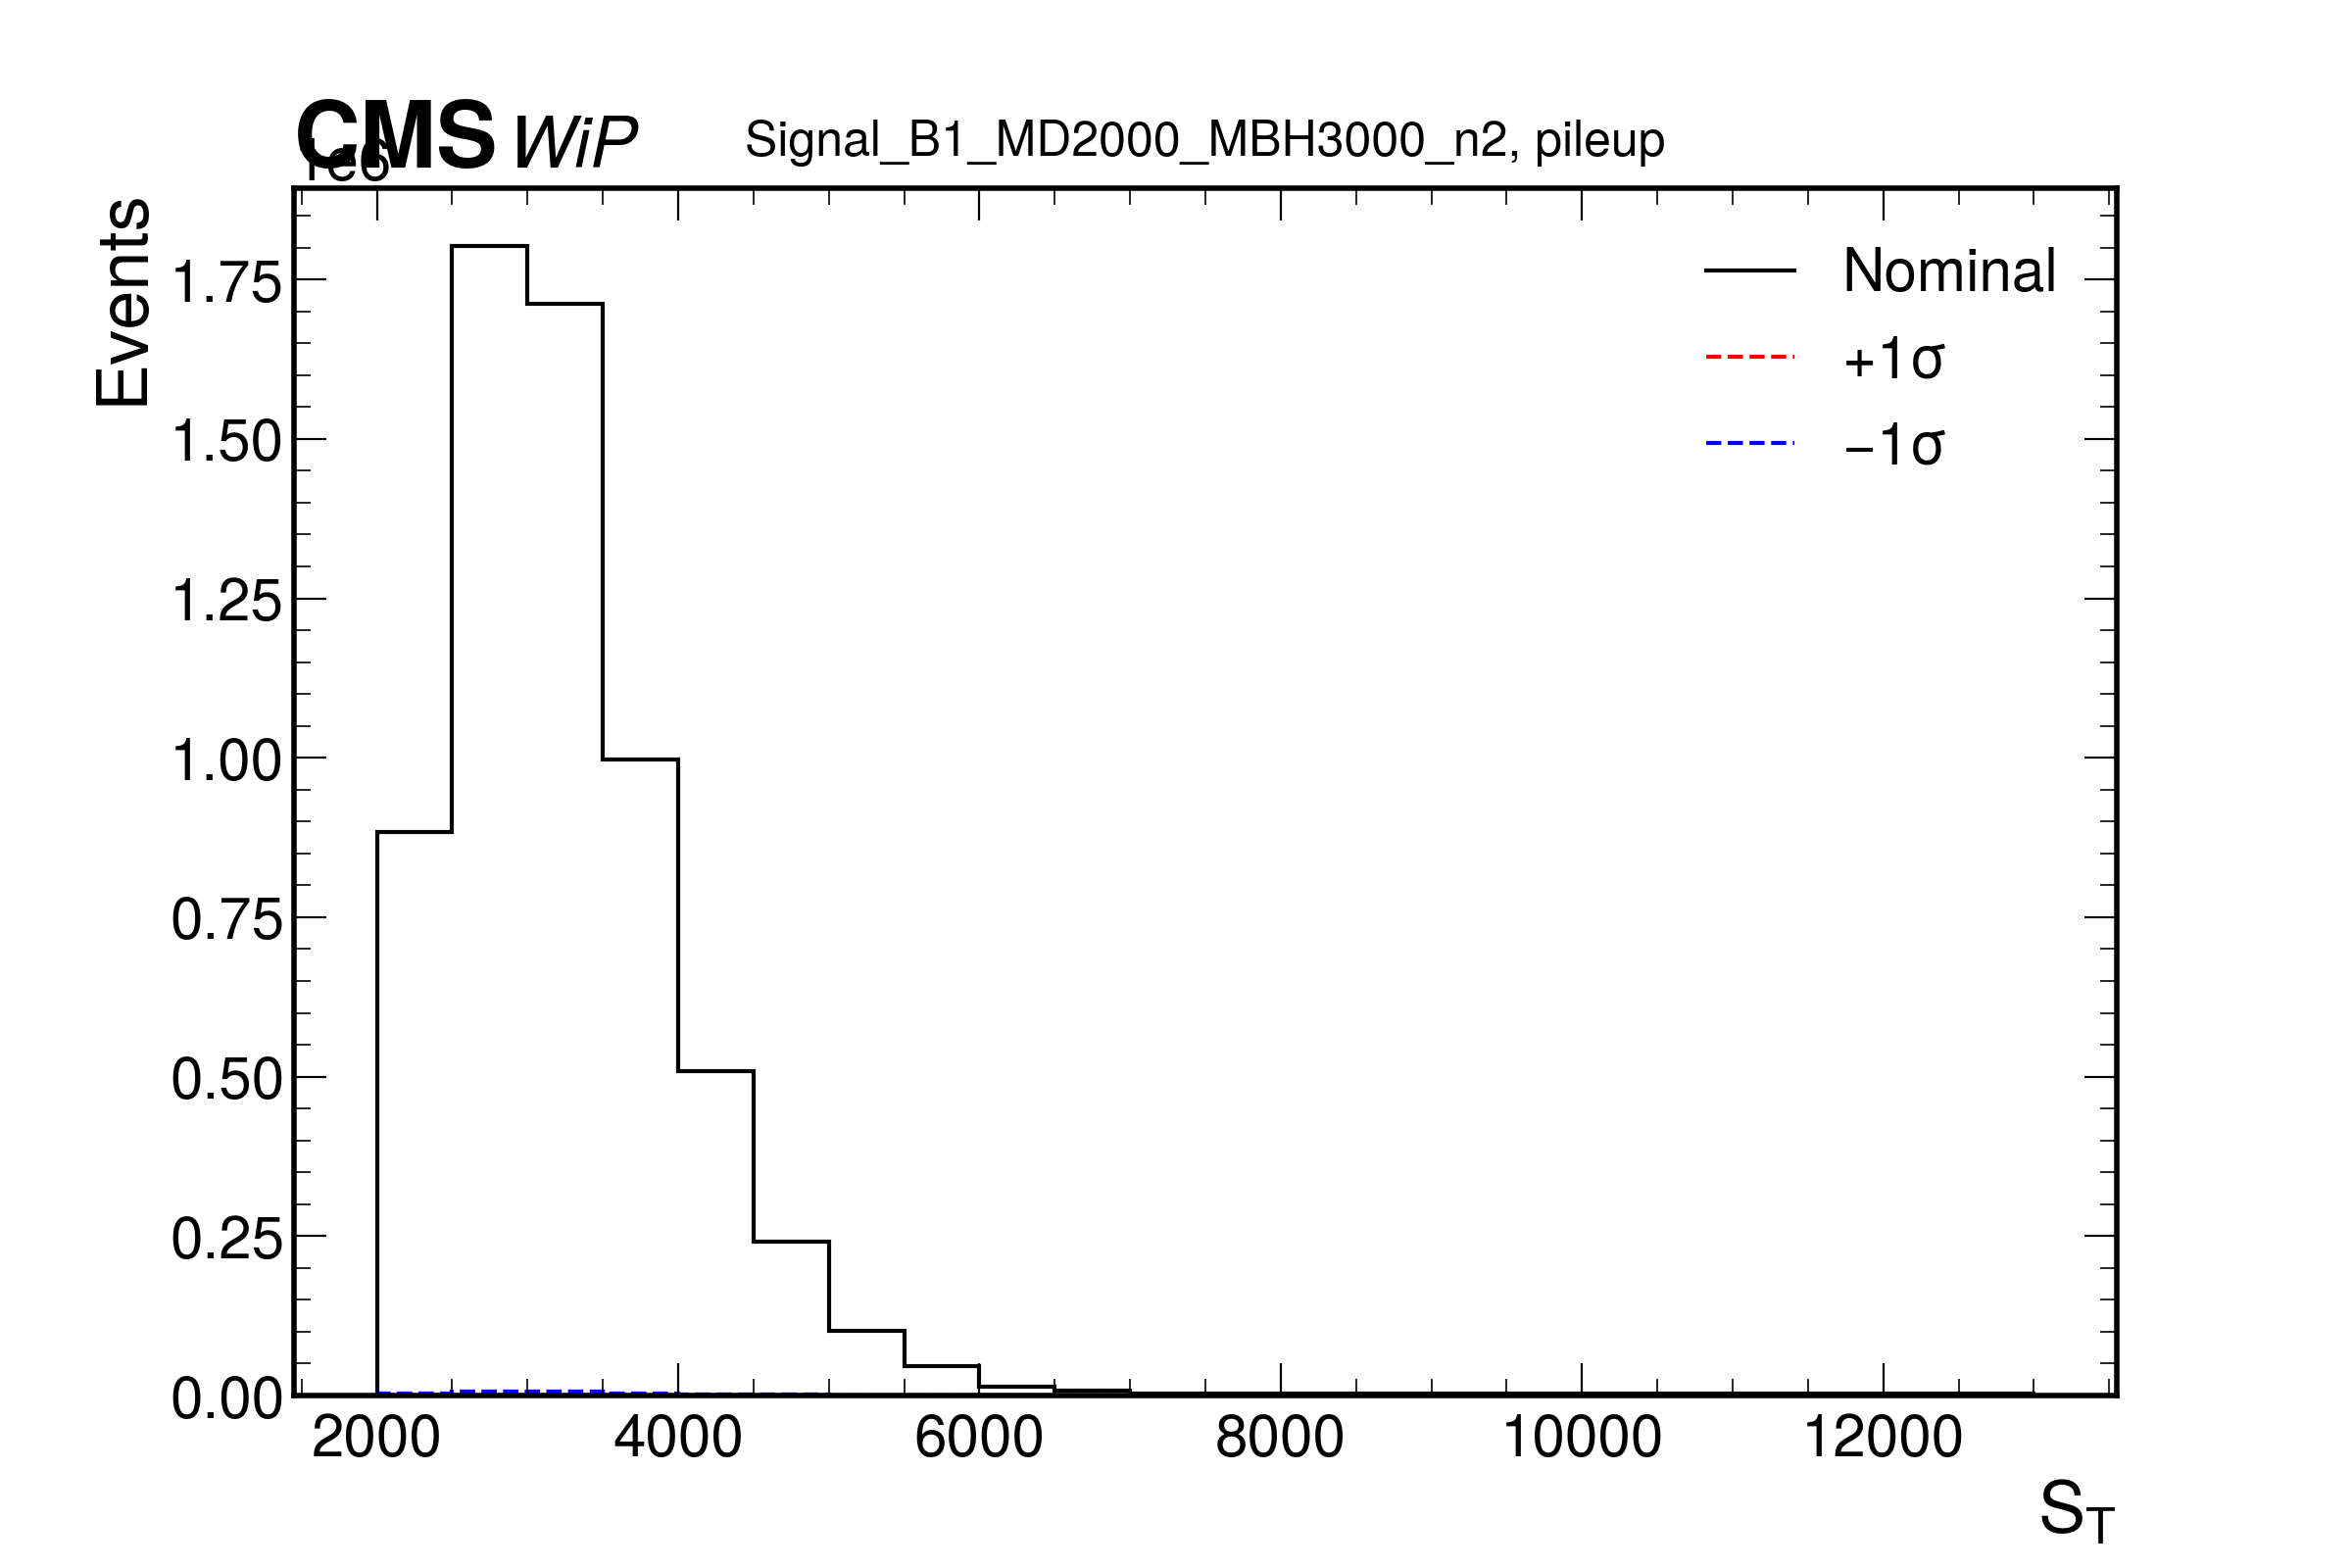 CMS WiP Signal_B1_MD2000_MBH3000_n2, pileup
1e6
Events
1.75
1.50
1.25
1.00
0.75
0.50
0.25
0.00
Nominal
+1σ
−1σ
2000 4000 6000 8000 10000 12000
S_T